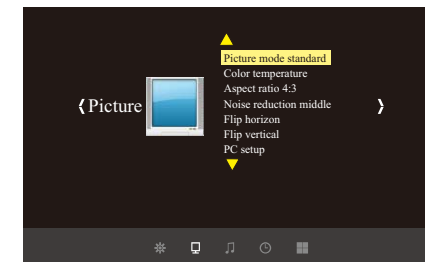 Picture
Picture mode standard
Color temperature
Aspect ratio 4:3
Noise reduction middle
Flip horizon
Flip vertical
PC setup